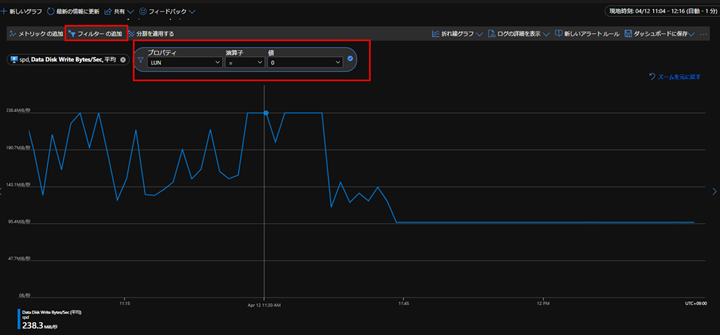 新しいグラフ 最新の情報に更新 共有 フィードバック 現地時刻: 04/12 11:04 - 12:16 (自動 - 1 分)
メトリックの追加 フィルターの追加 分類を適用する 折れ線グラフ ログの詳細を表示 新しいアラート ルール ダッシュボードに保存
プロパティ 演算子 値
LUN = 0
spd, Data Disk Write Bytes/Sec, 平均
ズームを元に戻す
238.4MB/秒
190.7MB/秒
143.1MB/秒
95.4MB/秒
47.7MB/秒
0B/秒
11:15 Apr 12 11:30 AM 11:45 12 PM UTC+09:00
Data Disk Write Bytes/Sec (平均)
spd
238.3 MB/秒